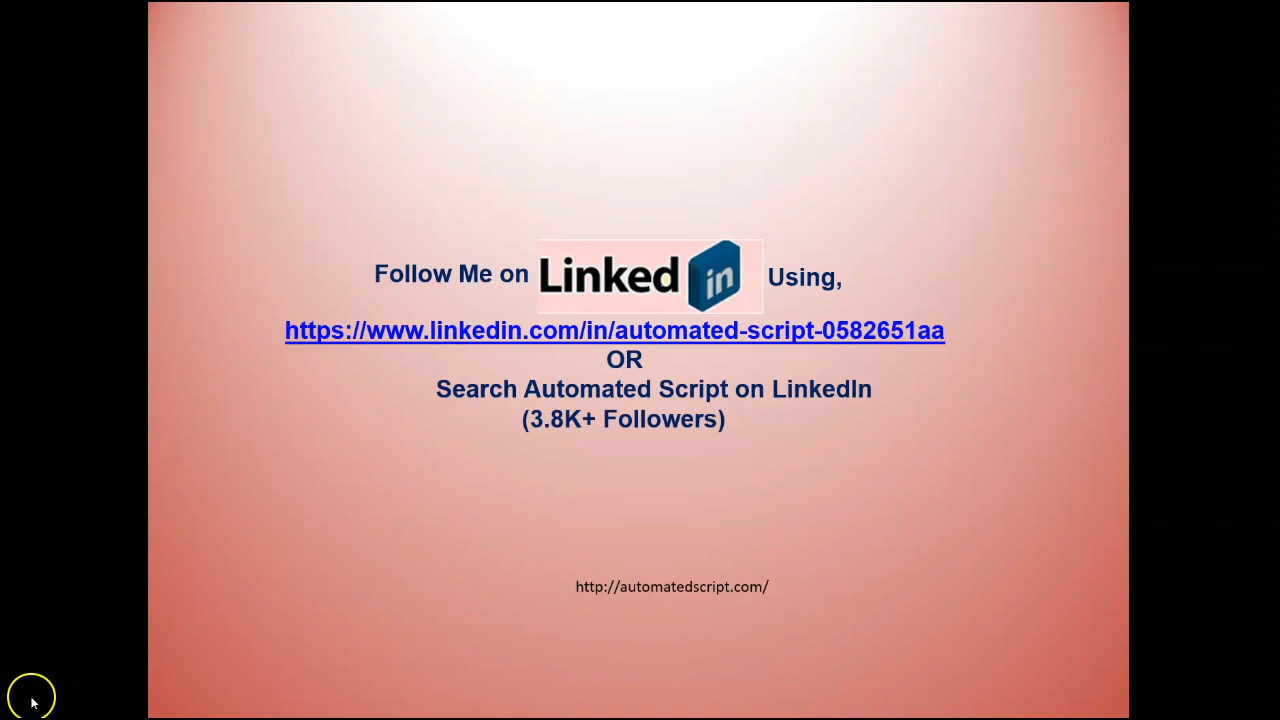 Follow Me on Linked in Using,
https://www.linkedin.com/in/automated-script-0582651aa
OR
Search Automated Script on LinkedIn
(3.8K+ Followers)
http://automatedscript.com/